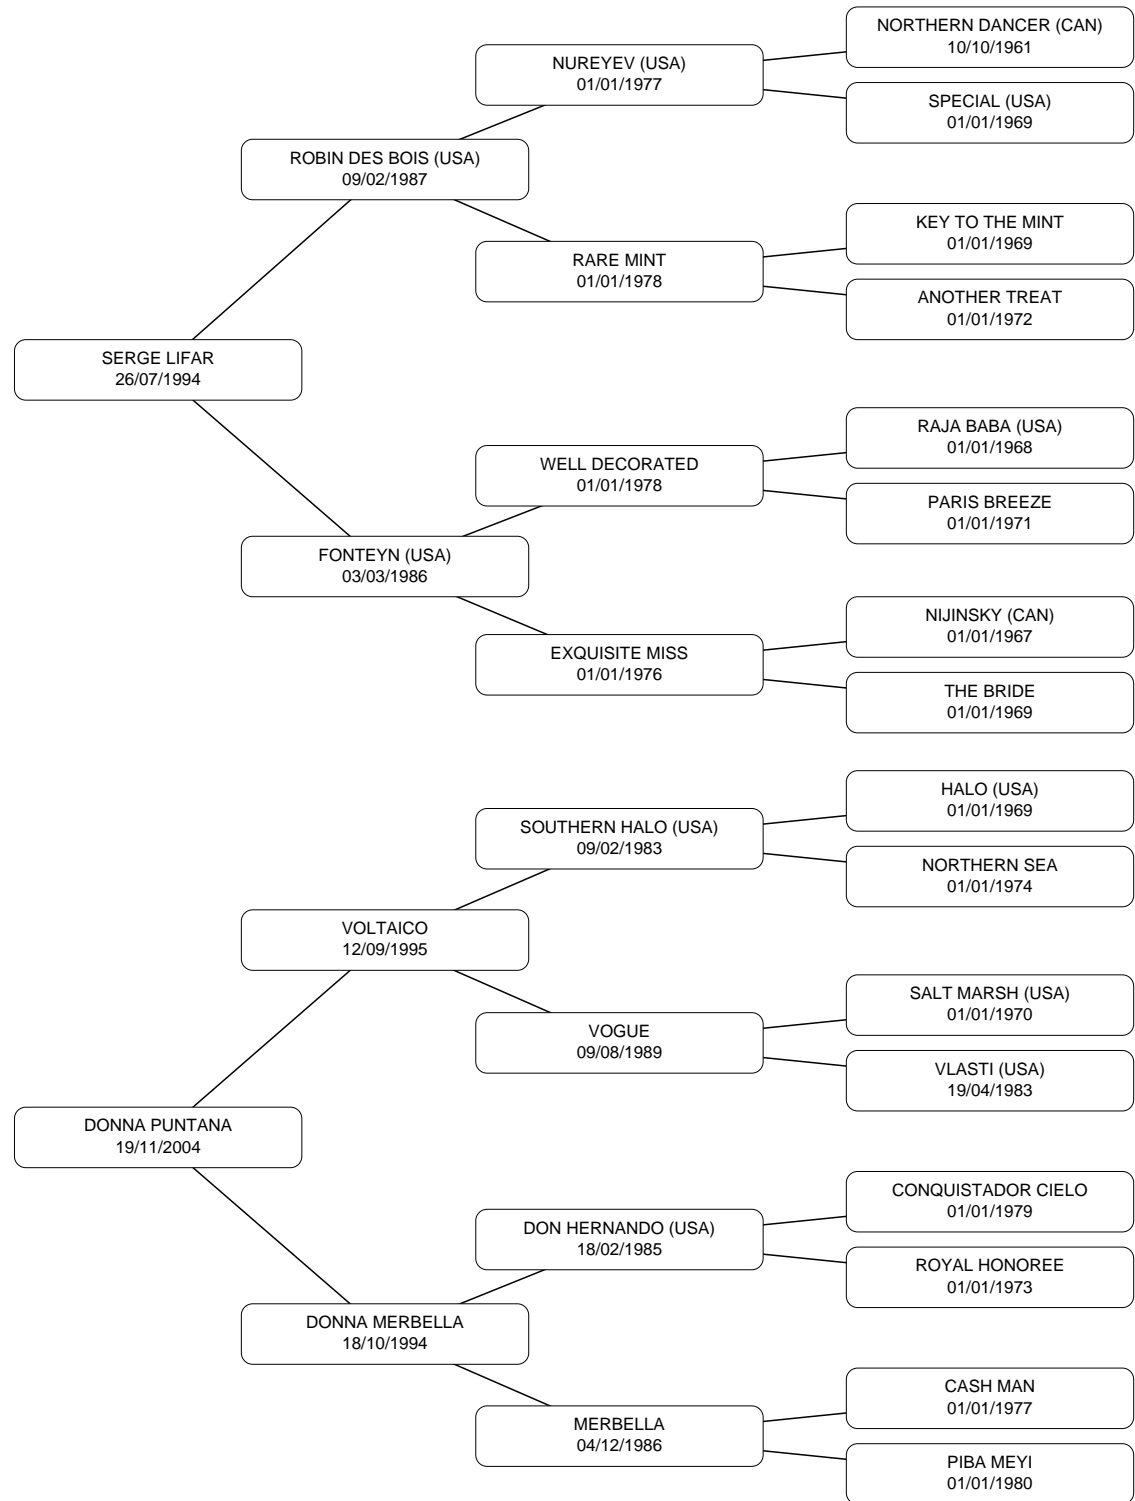 NORTHERN DANCER (CAN)
10/10/1961
NUREYEV (USA)
01/01/1977
SPECIAL (USA)
01/01/1969
ROBIN DES BOIS (USA)
09/02/1987
KEY TO THE MINT
01/01/1969
RARE MINT
01/01/1978
ANOTHER TREAT
01/01/1972
SERGE LIFAR
26/07/1994
RAJA BABA (USA)
01/01/1968
WELL DECORATED
01/01/1978
PARIS BREEZE
01/01/1971
FONTEYN (USA)
03/03/1986
NIJINSKY (CAN)
01/01/1967
EXQUISITE MISS
01/01/1976
THE BRIDE
01/01/1969
HALO (USA)
01/01/1969
SOUTHERN HALO (USA)
09/02/1983
NORTHERN SEA
01/01/1974
VOLTAICO
12/09/1995
SALT MARSH (USA)
01/01/1970
VOGUE
09/08/1989
VLASTI (USA)
19/04/1983
DONNA PUNTANA
19/11/2004
CONQUISTADOR CIELO
01/01/1979
DON HERNANDO (USA)
18/02/1985
ROYAL HONOREE
01/01/1973
DONNA MERBELLA
18/10/1994
CASH MAN
01/01/1977
MERBELLA
04/12/1986
PIBA MEYI
01/01/1980